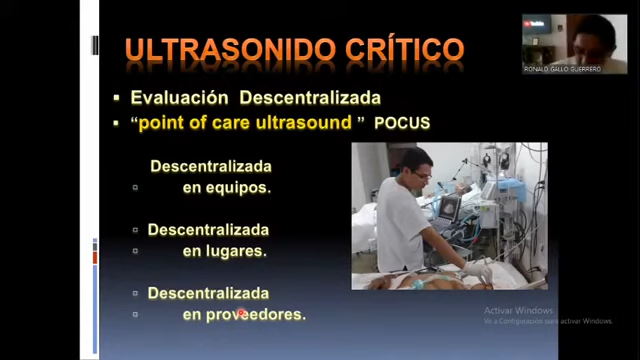 ULTRASONIDO CRÍTICO
Evaluación Descentralizada
“point of care ultrasound ” POCUS
Descentralizada
en equipos.
Descentralizada
en lugares.
Descentralizada
en proveedores.
YouTube
RONALD GALLO GUERRERO
Activar Windows
Ve a Configuración para activar Windows.